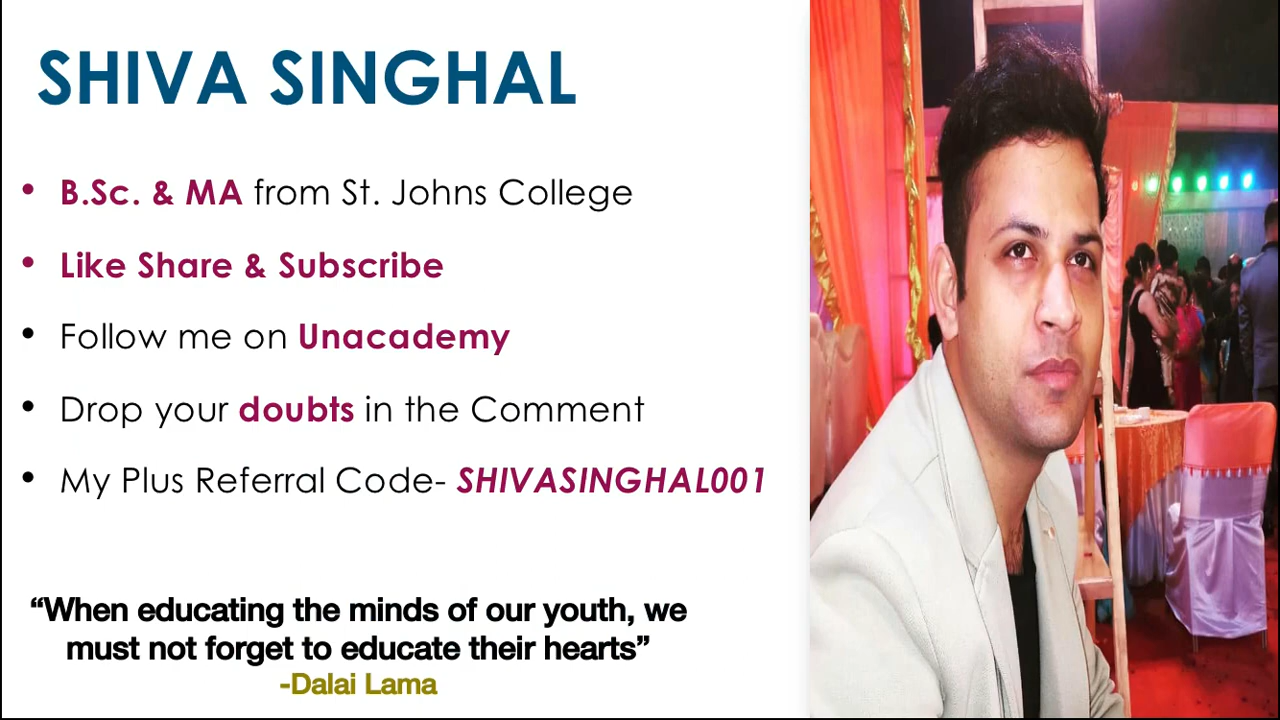 SHIVA SINGHAL
• B.Sc. & MA from St. Johns College
• Like Share & Subscribe
• Follow me on Unacademy
• Drop your doubts in the Comment
• My Plus Referral Code- SHIVASINGHAL001
“When educating the minds of our youth, we
must not forget to educate their hearts”
-Dalai Lama